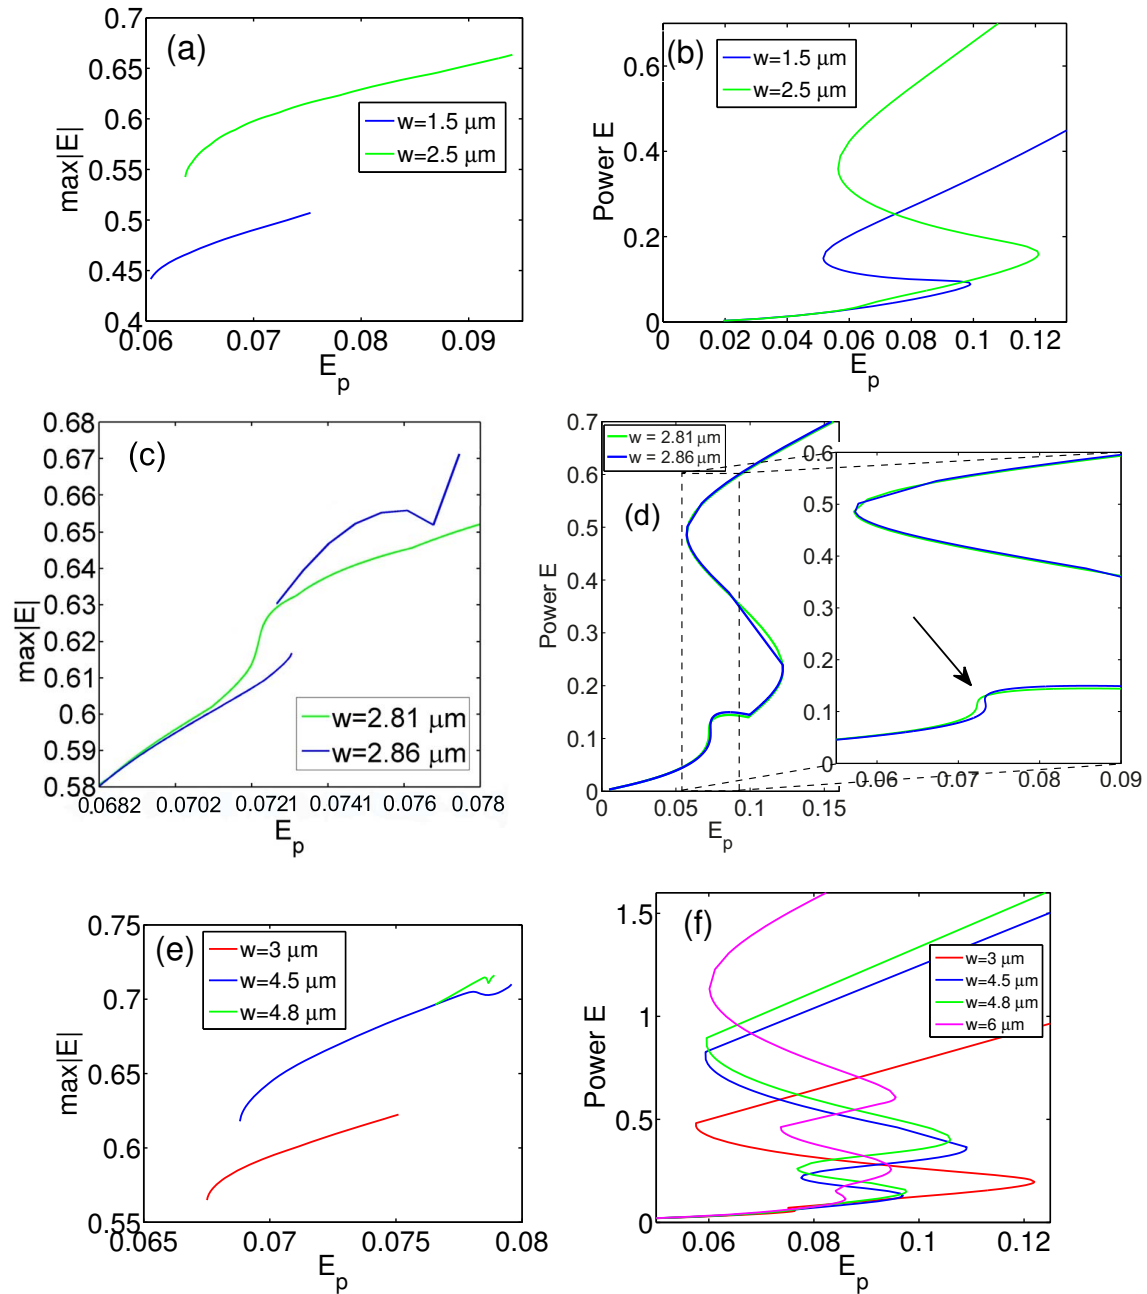 (a)
max|E|
0.7
0.65
0.6
0.55
0.5
0.45
0.4
0.06 0.07 0.08 0.09
E_p
w=1.5 μm
w=2.5 μm
(b)
Power E
0.6
0.4
0.2
0
0 0.02 0.04 0.06 0.08 0.1 0.12
E_p
w=1.5 μm
w=2.5 μm
(c)
max|E|
0.68
0.67
0.66
0.65
0.64
0.63
0.62
0.61
0.6
0.59
0.58
0.0682 0.0702 0.0721 0.0741 0.076 0.078
E_p
w=2.81 μm
w=2.86 μm
(d)
Power E
0.7
0.6
0.5
0.4
0.3
0.2
0.1
0
0 0.05 0.1 0.15
E_p
w = 2.81 μm
w = 2.86 μm
0.6
0.5
0.4
0.3
0.2
0.1
0
0.06 0.07 0.08 0.09
(e)
max|E|
0.75
0.7
0.65
0.6
0.55
0.065 0.07 0.075 0.08
E_p
w=3 μm
w=4.5 μm
w=4.8 μm
(f)
Power E
1.5
1
0.5
0
0.06 0.08 0.1 0.12
E_p
w=3 μm
w=4.5 μm
w=4.8 μm
w=6 μm